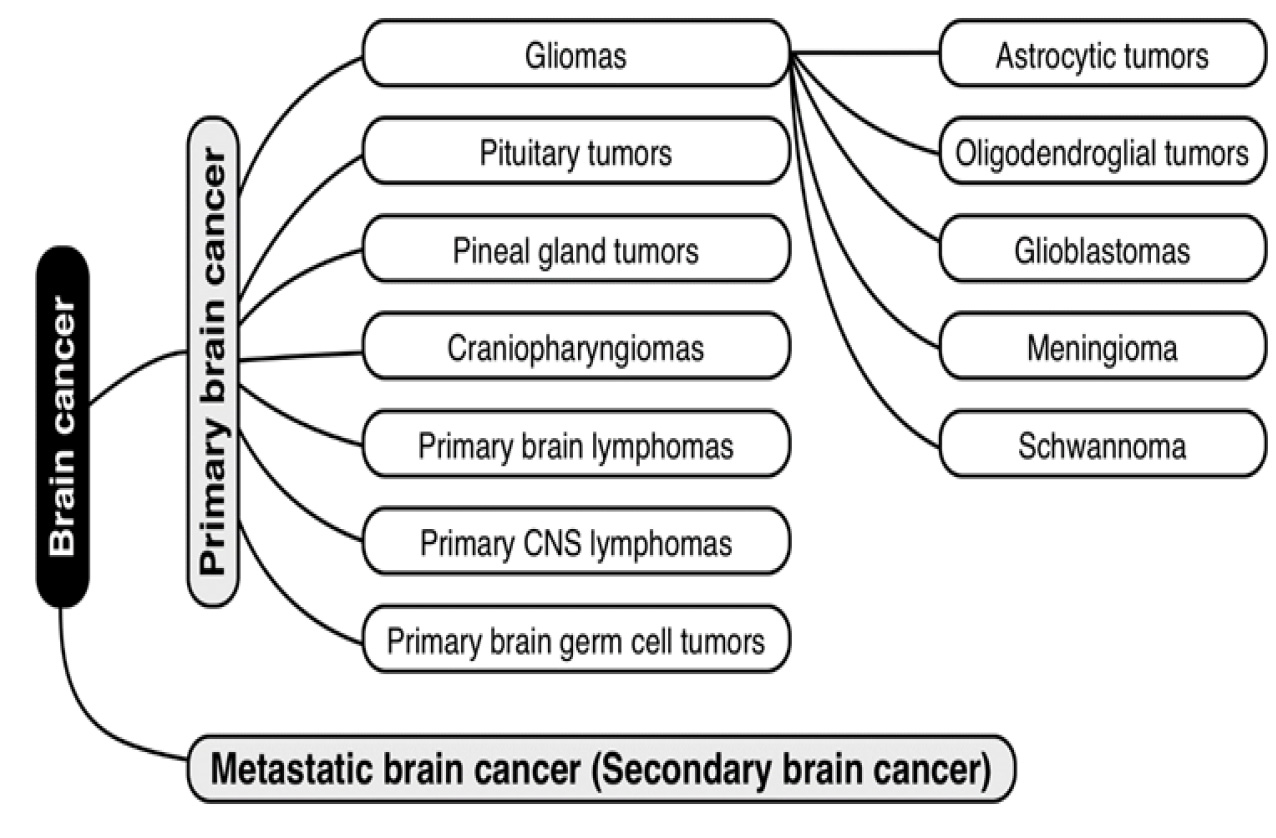 Brain cancer
Primary brain cancer
Gliomas
Pituitary tumors
Pineal gland tumors
Craniopharyngiomas
Primary brain lymphomas
Primary CNS lymphomas
Primary brain germ cell tumors
Astrocytic tumors
Oligodendroglial tumors
Glioblastomas
Meningioma
Schwannoma
Metastatic brain cancer (Secondary brain cancer)